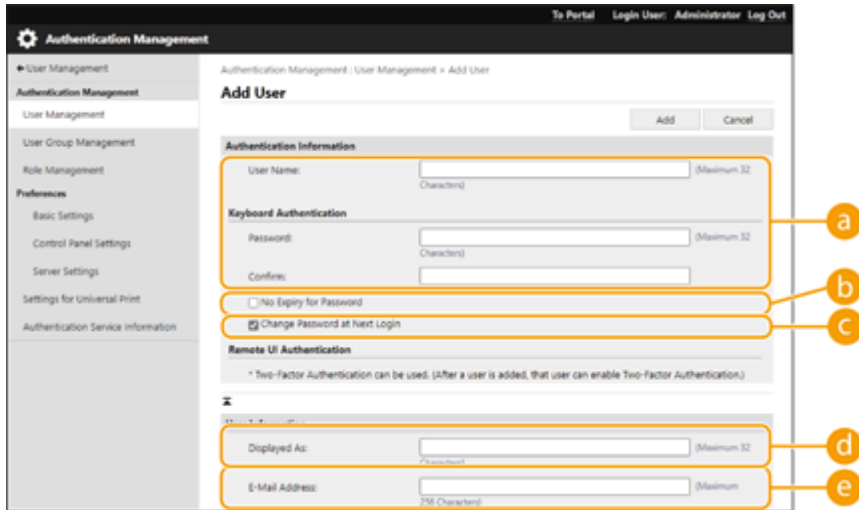 To Portal Login User: Administrator Log Out
Authentication Management
User Management
Authentication Management : User Management > Add User
Authentication Management
Add User
User Management
Add Cancel
User Group Management
Authentication Information
Role Management
User Name: (Maximum 32
Characters)
Preferences
Keyboard Authentication
a
Basic Settings
Control Panel Settings
Password: (Maximum 32
Characters)
Server Settings
Confirm:
b
Settings for Universal Print
No Expiry for Password
Authentication Service Information
Change Password at Next Login
c
Remote UI Authentication
* Two-Factor Authentication can be used. (After a user is added, that user can enable Two-Factor Authentication.)
Displayed As: (Maximum 32
Characters)
d
E-Mail Address: (Maximum
256 Characters)
e